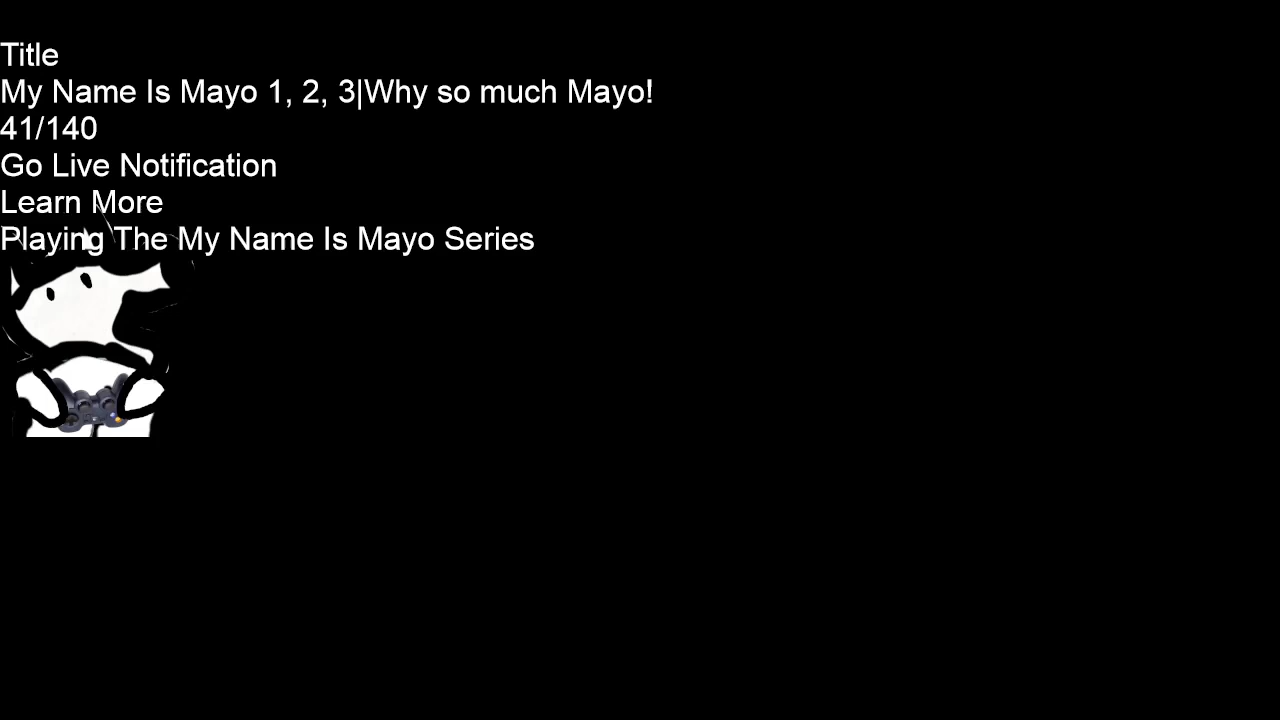 Title
My Name Is Mayo 1, 2, 3|Why so much Mayo!
41/140
Go Live Notification
Learn More
Playing The My Name Is Mayo Series